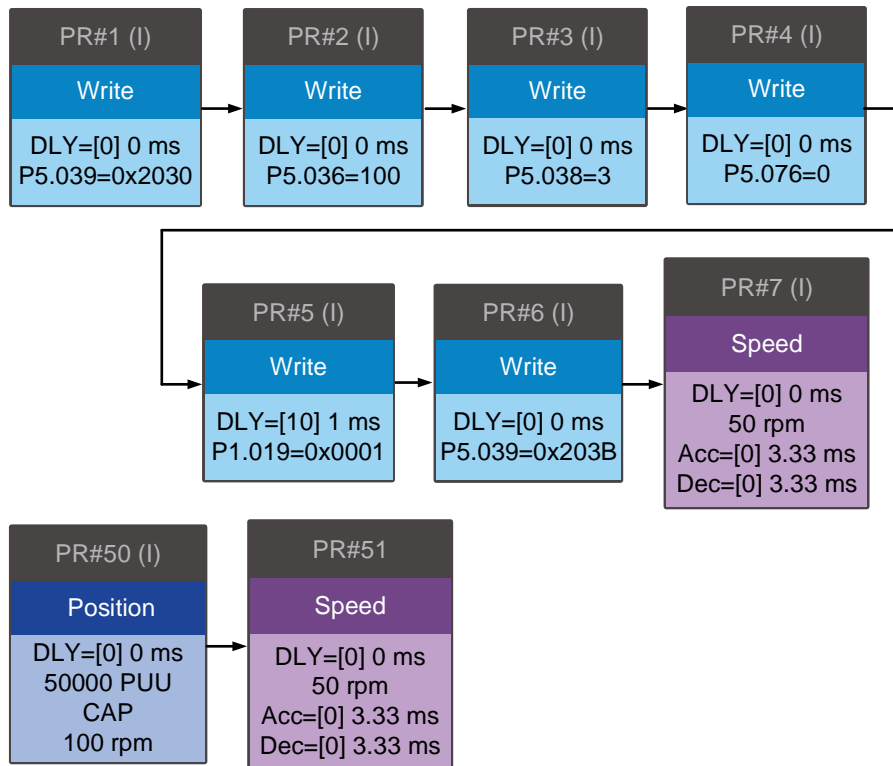 PR#1 (I)
Write
DLY=[0] 0 ms
P5.039=0x2030
PR#2 (I)
Write
DLY=[0] 0 ms
P5.036=100
PR#3 (I)
Write
DLY=[0] 0 ms
P5.038=3
PR#4 (I)
Write
DLY=[0] 0 ms
P5.076=0
PR#5 (I)
Write
DLY=[10] 1 ms
P1.019=0x0001
PR#6 (I)
Write
DLY=[0] 0 ms
P5.039=0x203B
PR#7 (I)
Speed
DLY=[0] 0 ms
50 rpm
Acc=[0] 3.33 ms
Dec=[0] 3.33 ms
PR#50 (I)
Position
DLY=[0] 0 ms
50000 PUU
CAP
100 rpm
PR#51
Speed
DLY=[0] 0 ms
50 rpm
Acc=[0] 3.33 ms
Dec=[0] 3.33 ms